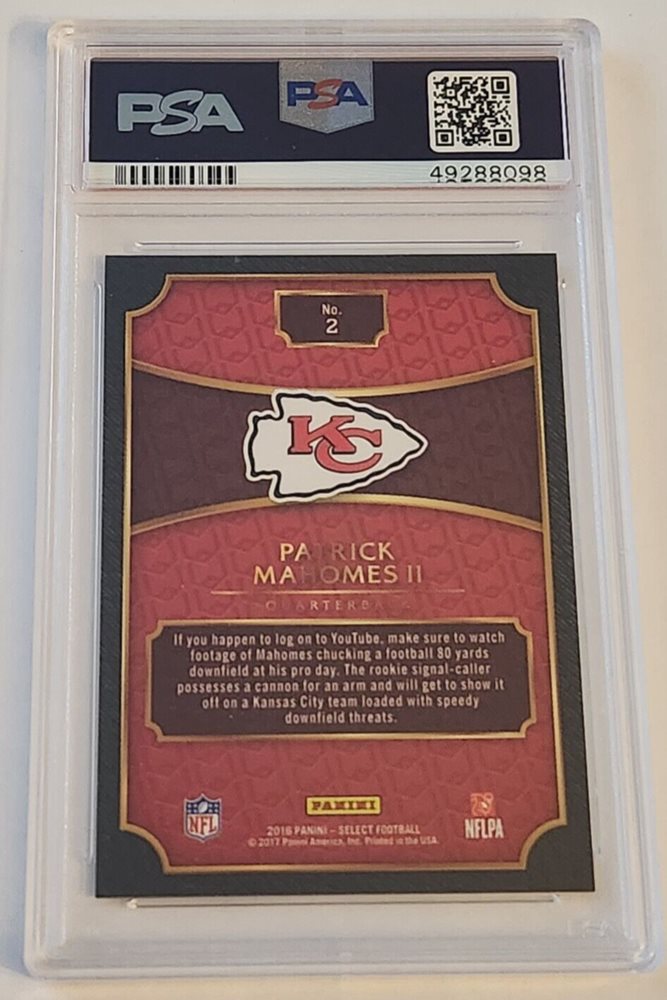 PSA
PSA
49288098
No.
2
KC
PATRICK
MAHOMES II
QUARTERBACK
If you happen to log on to YouTube, make sure to watch
footage of Mahomes chucking a football 80 yards
downfield at his pro day. The rookie signal-caller
possesses a cannon for an arm and will get to show it
off on a Kansas City team loaded with speedy
downfield threats.
NFL
PANINI
NFLPA
2016 PANINI – SELECT FOOTBALL
© 2017 Panini America, Inc. Printed in the USA.